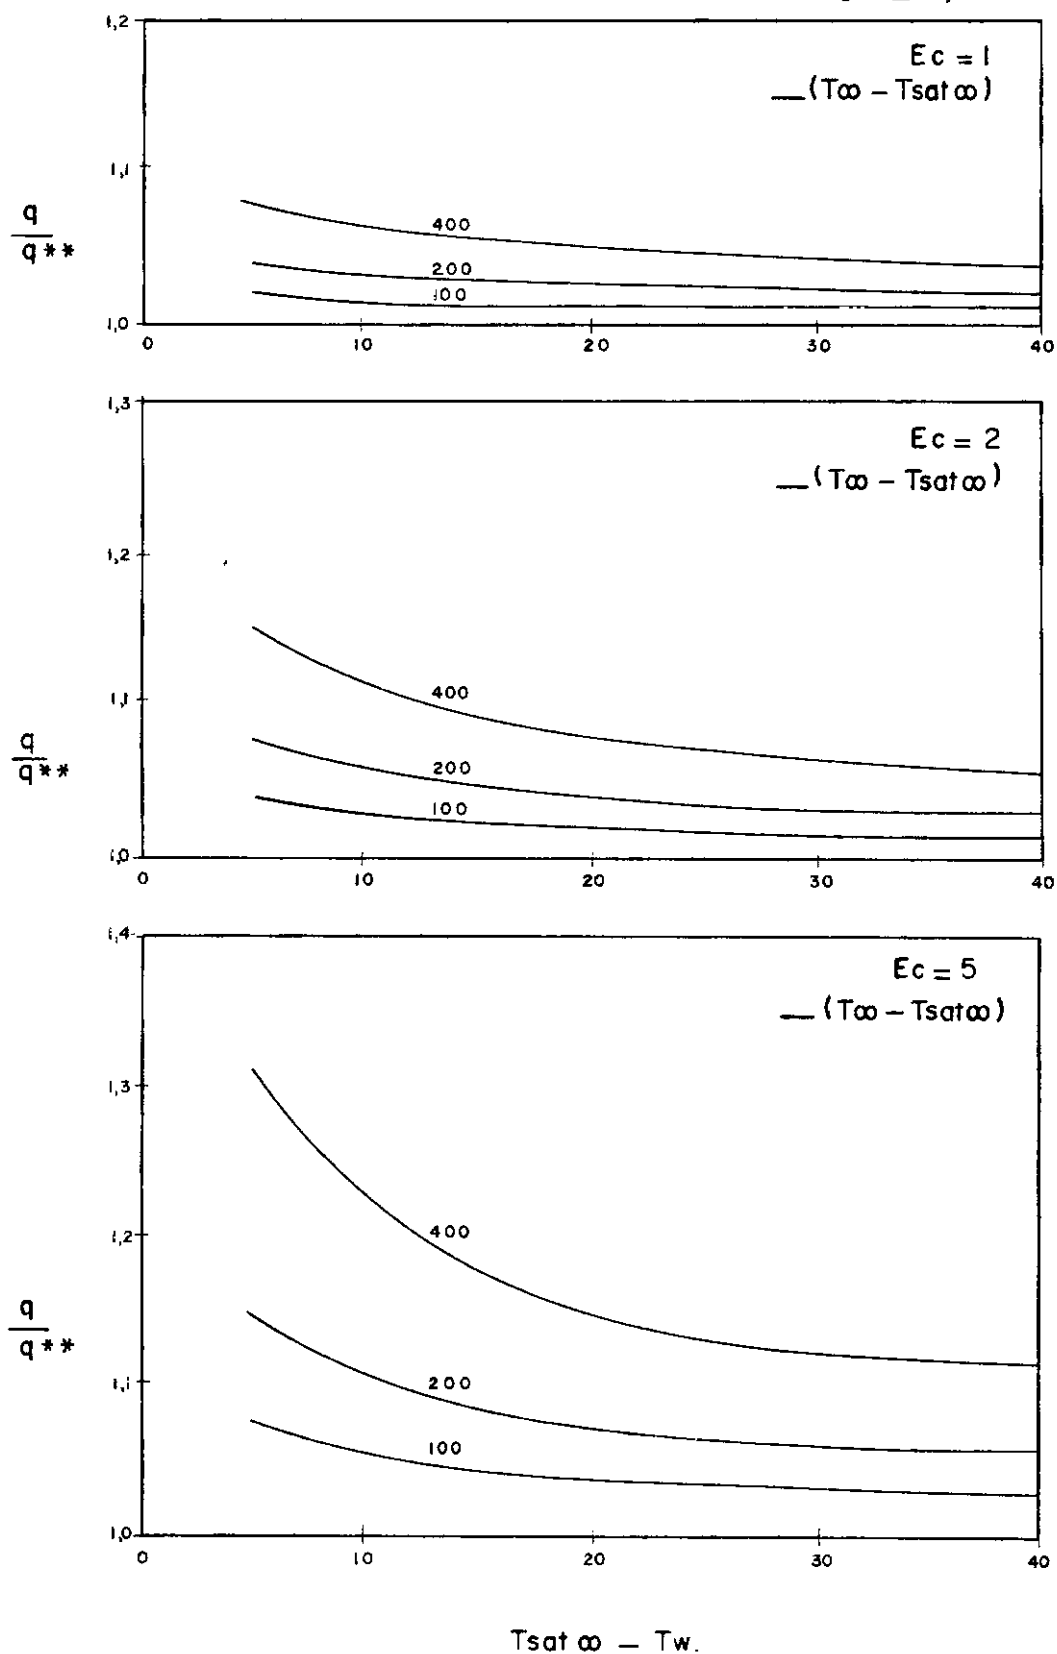 1,2
Ec = 1
— (T∞ – Tsat∞)
1,1
q
q**
400
200
100
1,0
0 10 20 30 40
1,3
Ec = 2
— (T∞ – Tsat∞)
1,2
1,1
400
q
q**
200
100
1,0
0 10 20 30 40
1,4
Ec = 5
— (T∞ – Tsat∞)
1,3
1,2
400
q
q**
1,1
200
100
1,0
0 10 20 30 40
Tsat ∞ – Tw.